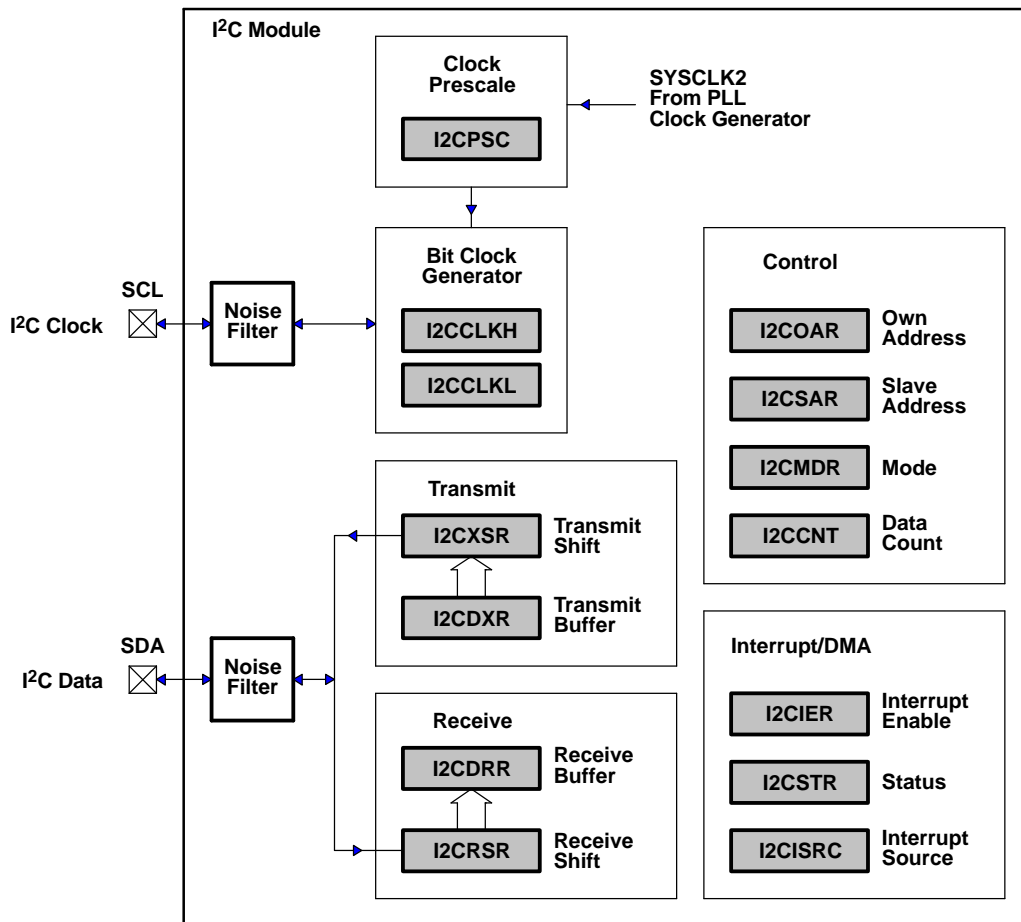 I2C Module
Clock
Prescale
I2CPSC
SYSCLK2
From PLL
Clock Generator
Bit Clock
Generator
I2CCLKH
I2CCLKL
SCL
I2C Clock
Noise
Filter
Control
I2COAR
Own
Address
I2CSAR
Slave
Address
I2CMDR
Mode
I2CCNT
Data
Count
Transmit
I2CXSR
Transmit
Shift
I2CDXR
Transmit
Buffer
SDA
I2C Data
Noise
Filter
Receive
I2CDRR
Receive
Buffer
I2CRSR
Receive
Shift
Interrupt/DMA
I2CIER
Interrupt
Enable
I2CSTR
Status
I2CISRC
Interrupt
Source